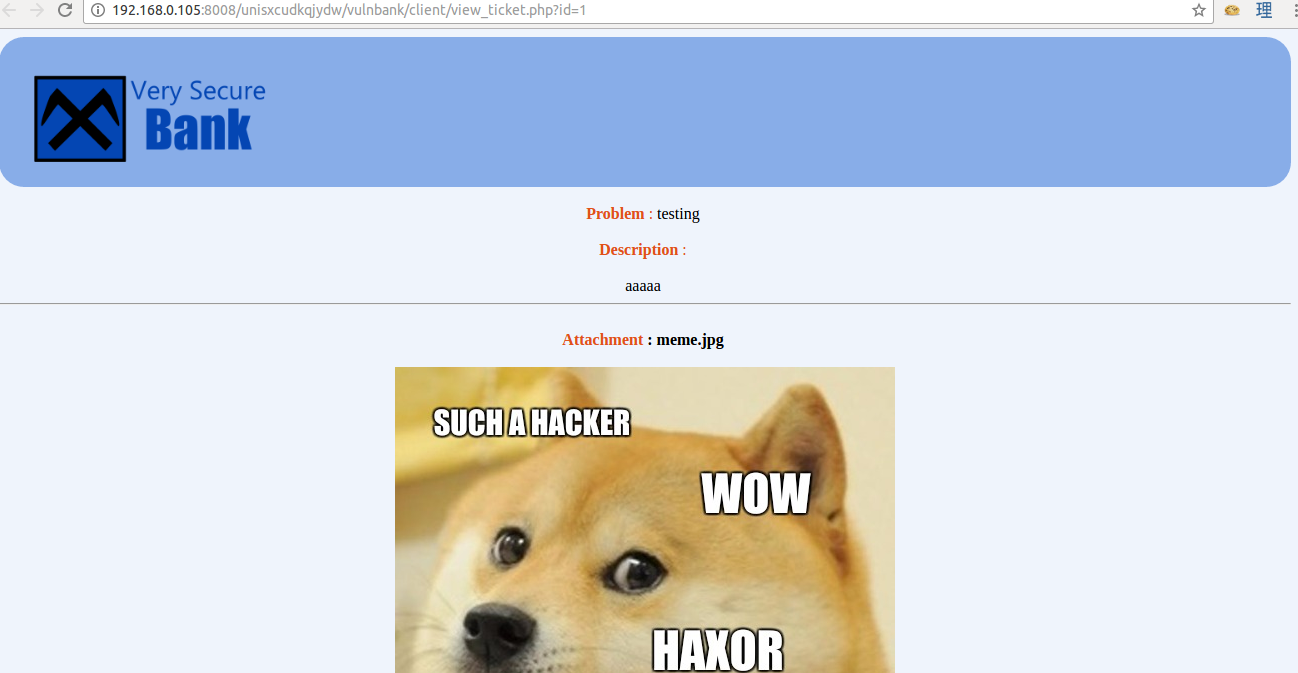 192.168.0.105:8008/unisxcudkqjydw/vulnbank/client/view_ticket.php?id=1
理
Very Secure
Bank
Problem : testing
Description :
aaaaa
Attachment : meme.jpg
SUCH A HACKER
WOW
HAXOR